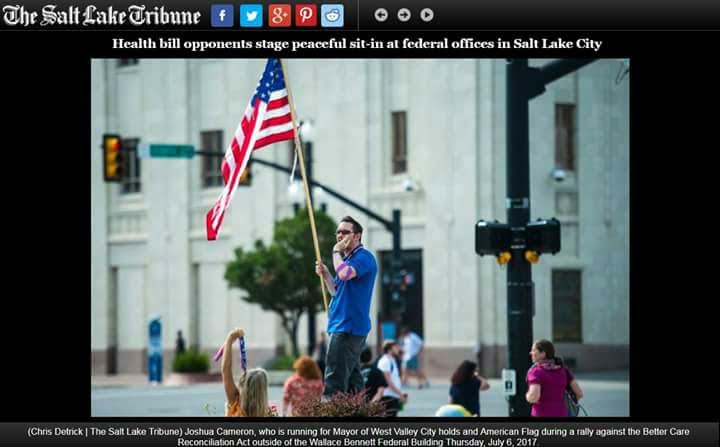 The Salt Lake Tribune
Health bill opponents stage peaceful sit-in at federal offices in Salt Lake City
(Chris Detrick | The Salt Lake Tribune) Joshua Cameron, who is running for Mayor of West Valley City holds and American Flag during a rally against the Better Care
Reconciliation Act outside of the Wallace Bennett Federal Building Thursday, July 6, 2017.